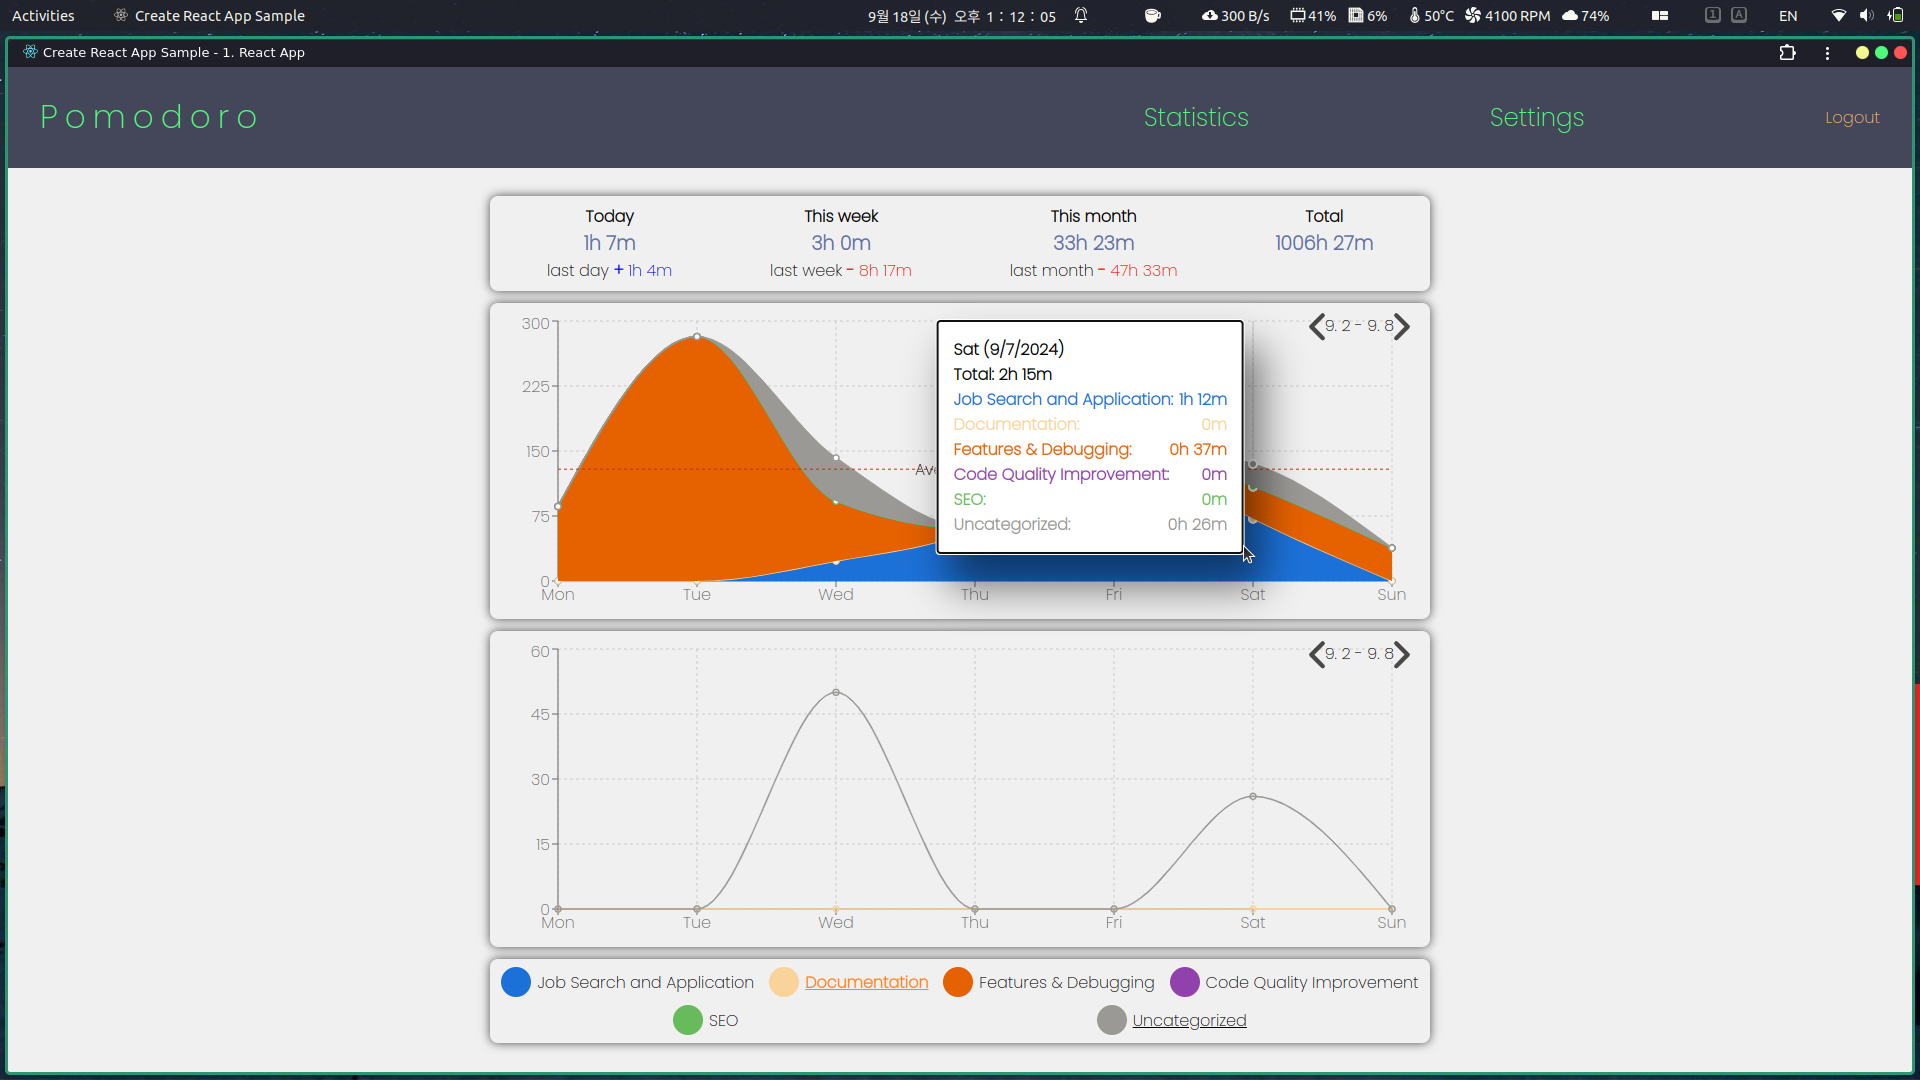 Activities Create React App Sample 9월 18일 (수) 오후 1 : 12 : 05 300 B/s 41% 6% 50°C 4100 RPM 74% 1 A EN
Create React App Sample - 1. React App
Pomodoro Statistics Settings Logout
Today This week This month Total
1h 7m 3h 0m 33h 23m 1006h 27m
last day + 1h 4m last week - 8h 17m last month - 47h 33m
300 9. 2 - 9. 8
225
150
75
0
Ave
Mon Tue Wed Thu Fri Sat Sun
Sat (9/7/2024)
Total: 2h 15m
Job Search and Application: 1h 12m
Documentation: 0m
Features & Debugging: 0h 37m
Code Quality Improvement: 0m
SEO: 0m
Uncategorized: 0h 26m
60 9. 2 - 9. 8
45
30
15
0
Mon Tue Wed Thu Fri Sat Sun
Job Search and Application Documentation Features & Debugging Code Quality Improvement
SEO Uncategorized